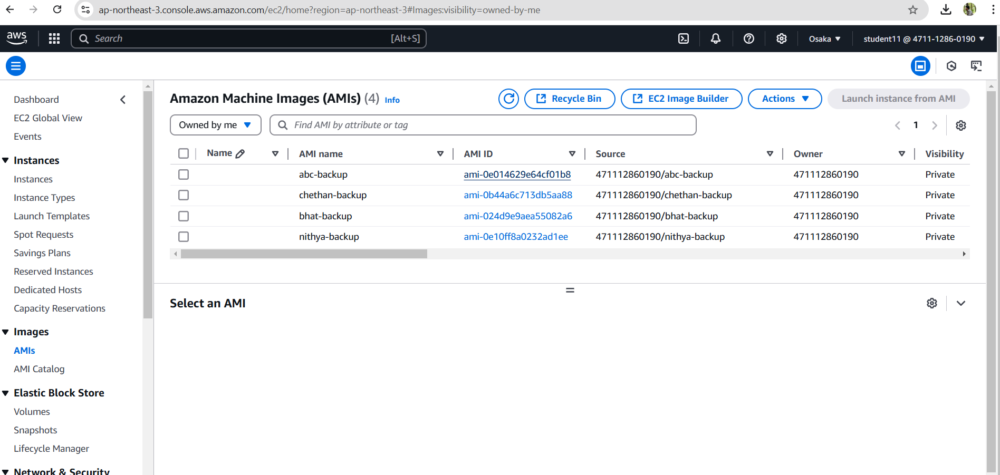 ap-northeast-3.console.aws.amazon.com/ec2/home?region=ap-northeast-3#Images:visibility=owned-by-me
aws
Search
[Alt+S]
Osaka
student11 @ 4711-1286-0190
Dashboard
EC2 Global View
Events
Instances
Instances
Instance Types
Launch Templates
Spot Requests
Savings Plans
Reserved Instances
Dedicated Hosts
Capacity Reservations
Images
AMIs
AMI Catalog
Elastic Block Store
Volumes
Snapshots
Lifecycle Manager
Network & Security
Amazon Machine Images (AMIs) (4) Info
Recycle Bin
EC2 Image Builder
Actions
Launch instance from AMI
Owned by me
Find AMI by attribute or tag
1
Name AMI name AMI ID Source Owner Visibility
abc-backup ami-0e014629e64cf01b8 471112860190/abc-backup 471112860190 Private
chethan-backup ami-0b44a6c713db5aa88 471112860190/chethan-backup 471112860190 Private
bhat-backup ami-024d9e9aea55082a6 471112860190/bhat-backup 471112860190 Private
nithya-backup ami-0e10ff8a0232ad1ee 471112860190/nithya-backup 471112860190 Private
Select an AMI